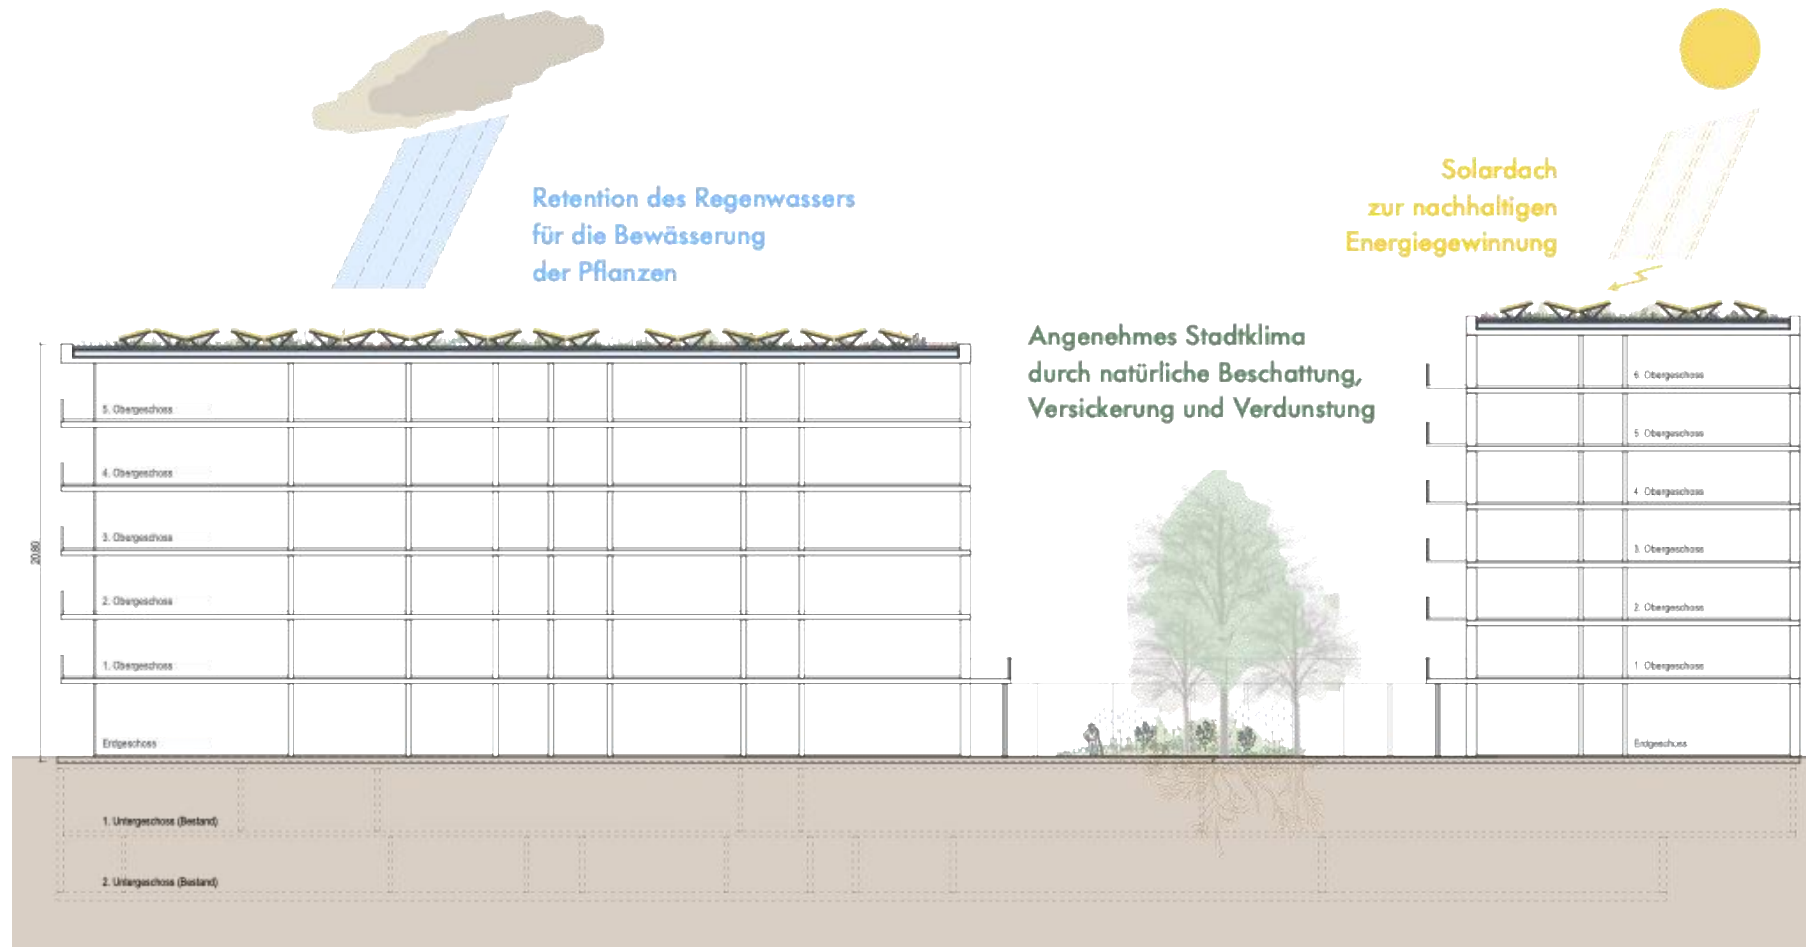 Retention des Regenwassers
für die Bewässerung
der Pflanzen
Solardach
zur nachhaltigen
Energiegewinnung
Angenehmes Stadtklima
durch natürliche Beschattung,
Versickerung und Verdunstung
5. Obergeschoss
4. Obergeschoss
3. Obergeschoss
2. Obergeschoss
1. Obergeschoss
Erdgeschoss
20.80
6. Obergeschoss
5. Obergeschoss
4. Obergeschoss
3. Obergeschoss
2. Obergeschoss
1. Obergeschoss
Erdgeschoss
1. Untergeschoss (Bestand)
2. Untergeschoss (Bestand)